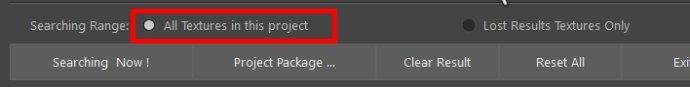 Searching Range: All Textures in this project Lost Results Textures Only
Searching Now ! Project Package ... Clear Result Reset All Exi